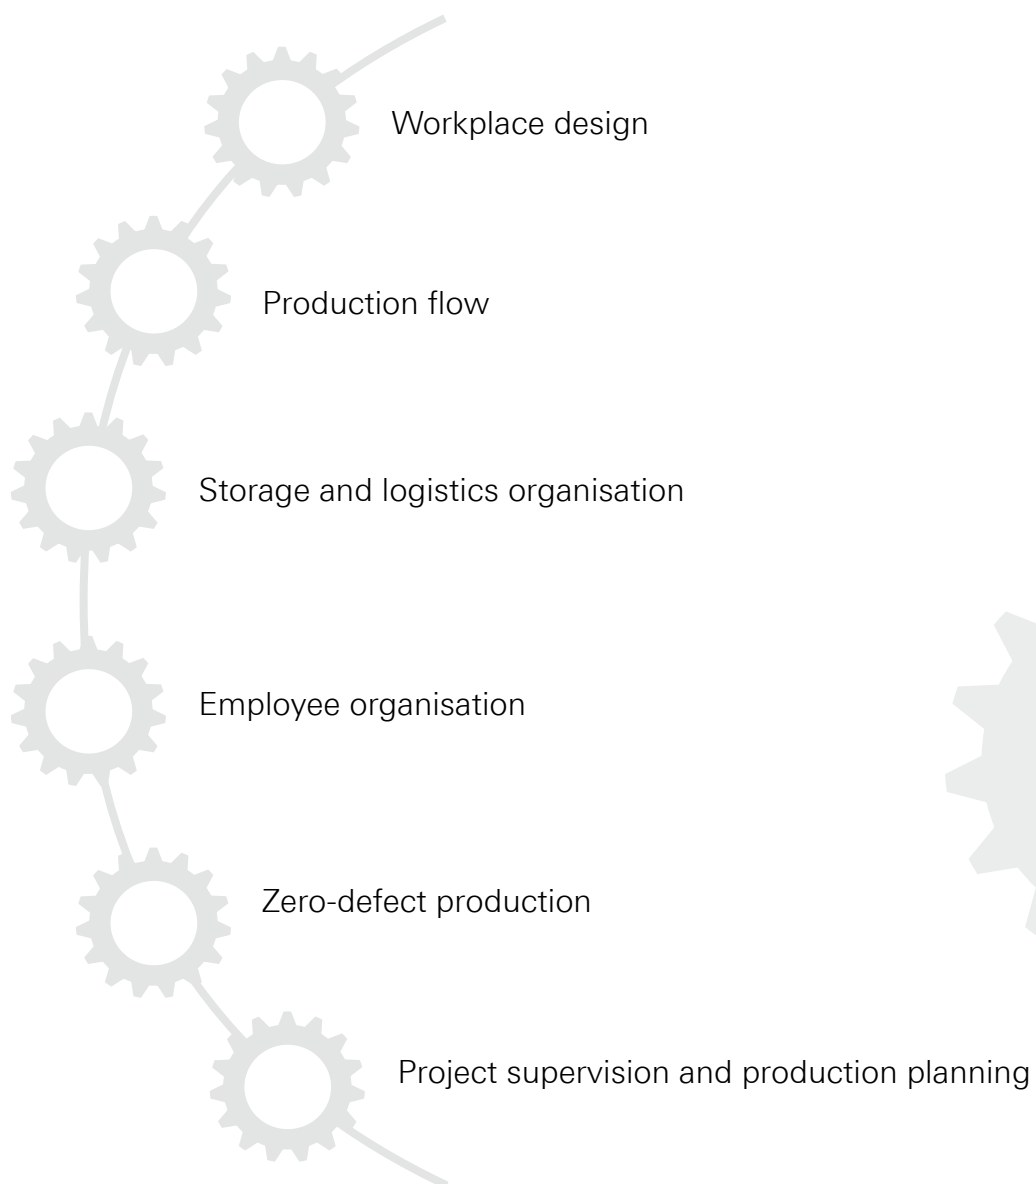 Workplace design
Production flow
Storage and logistics organisation
Employee organisation
Zero-defect production
Project supervision and production planning